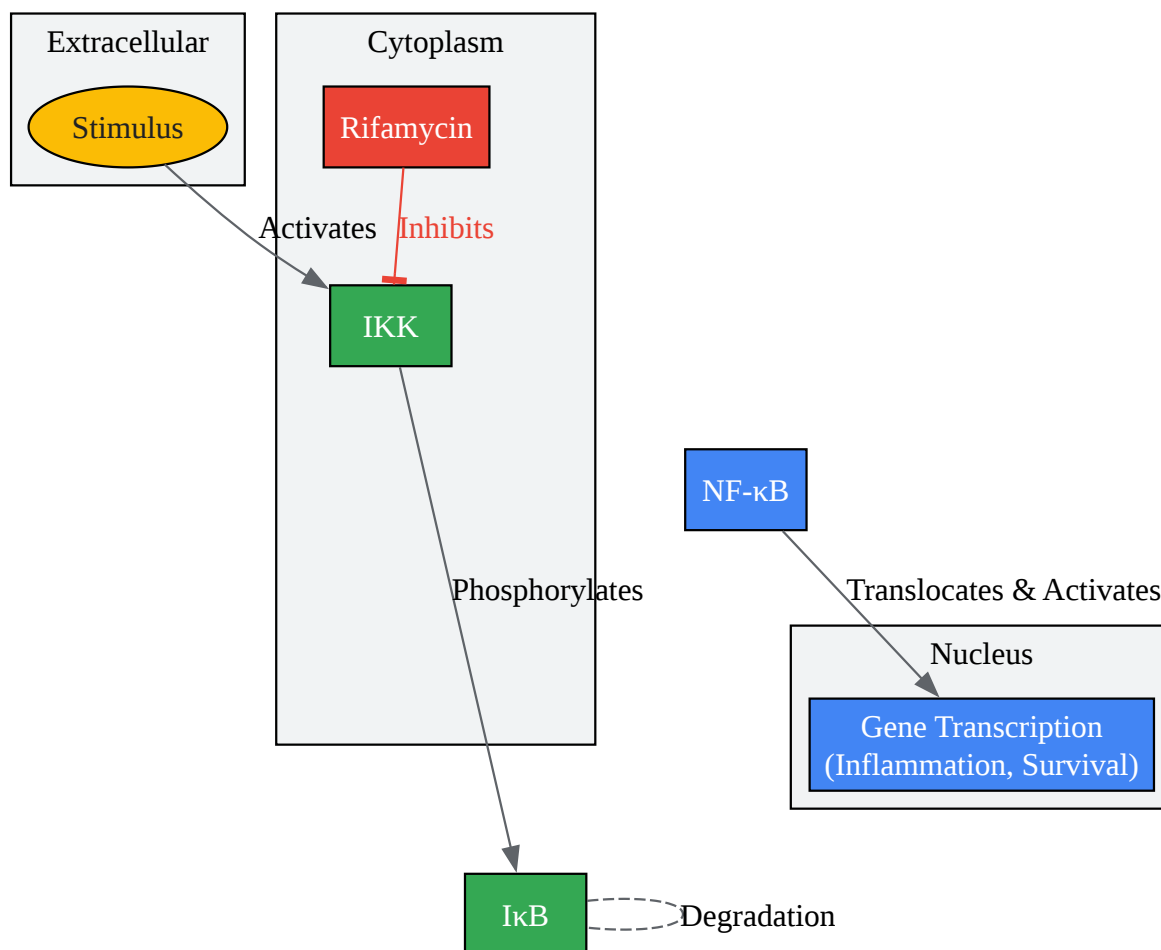 Extracellular
Cytoplasm
Stimulus
Rifamycin
Activates
Inhibits
IKK
NF-κB
Phosphorylates
Translocates & Activates
Nucleus
Gene Transcription
(Inflammation, Survival)
IκB
Degradation